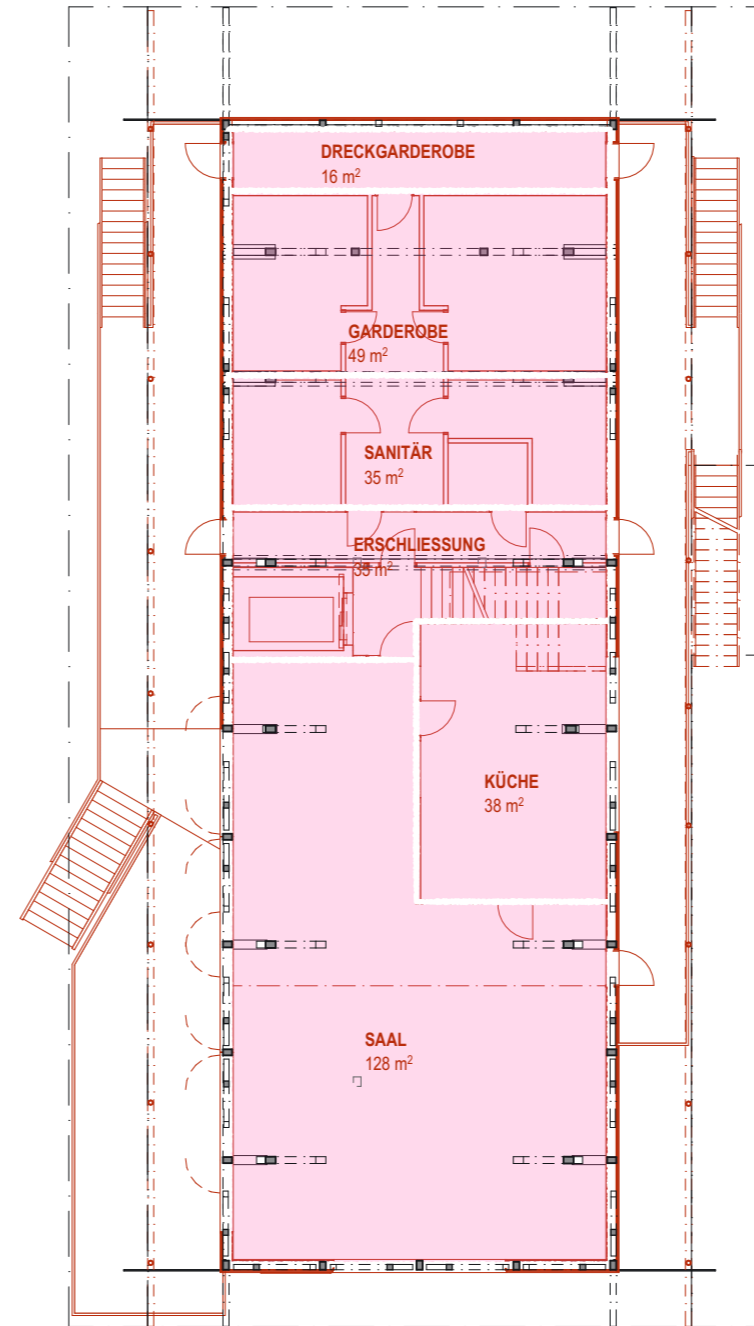 DRECKGARDEROBE
16 m²
GARDEROBE
49 m²
SANITÄR
35 m²
ERSCHLIESSUNG
35 m²
KÜCHE
38 m²
SAAL
128 m²